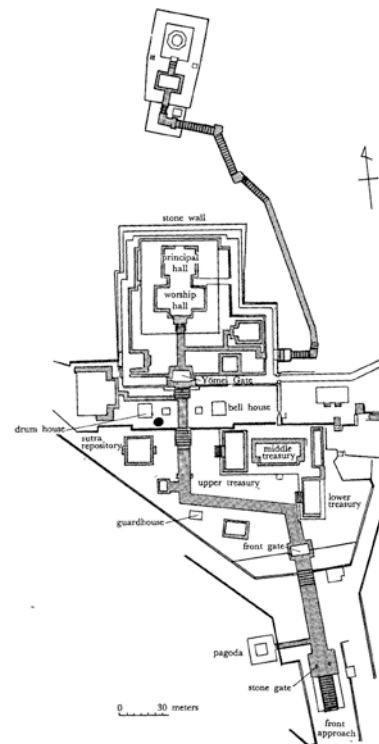 stone wall
principal
hall
worship
hall
Yōmei Gate
bell house
drum house
sutra
repository
middle
treasury
upper treasury
lower
treasury
guardhouse
front gate
pagoda
0 30 meters
stone gate
front
approach